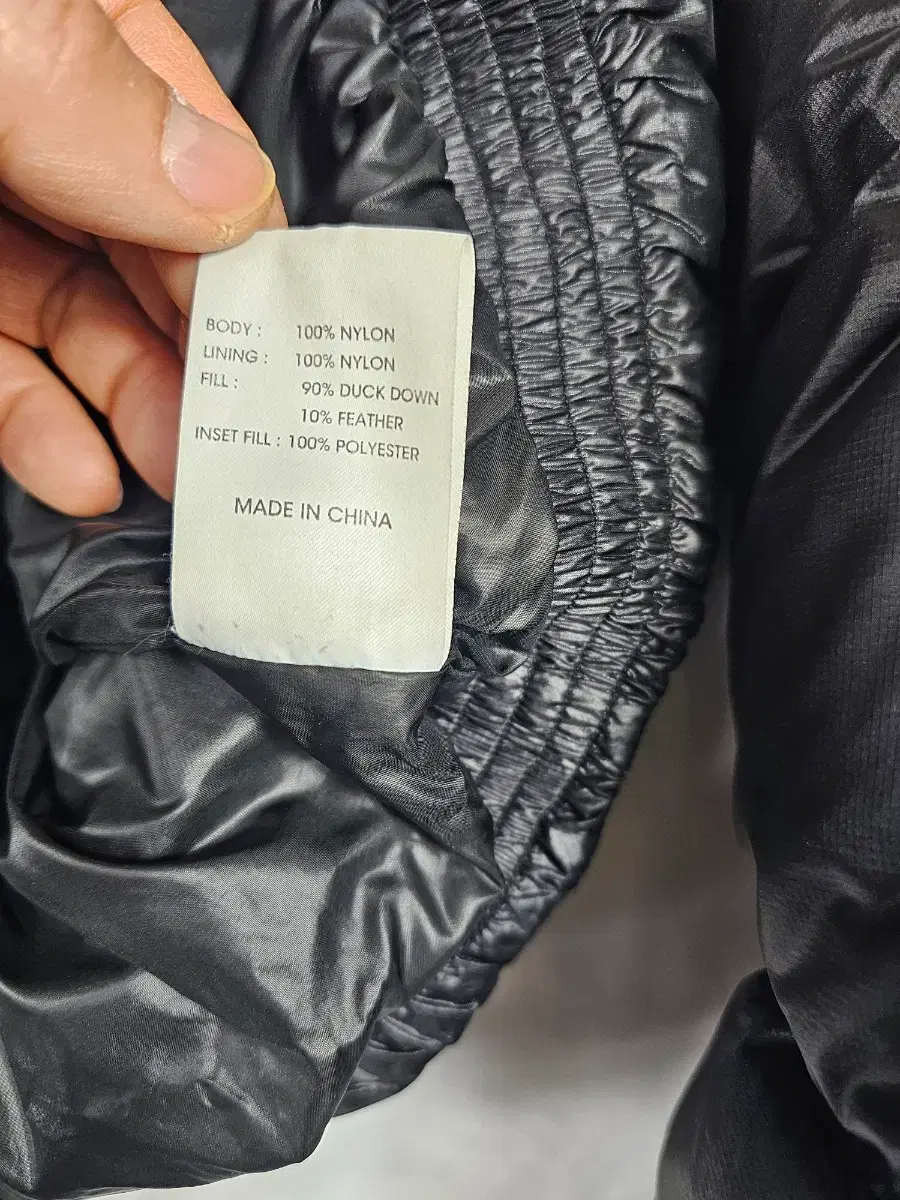 BODY : 100% NYLON
LINING : 100% NYLON
FILL : 90% DUCK DOWN
10% FEATHER
INSET FILL : 100% POLYESTER
MADE IN CHINA